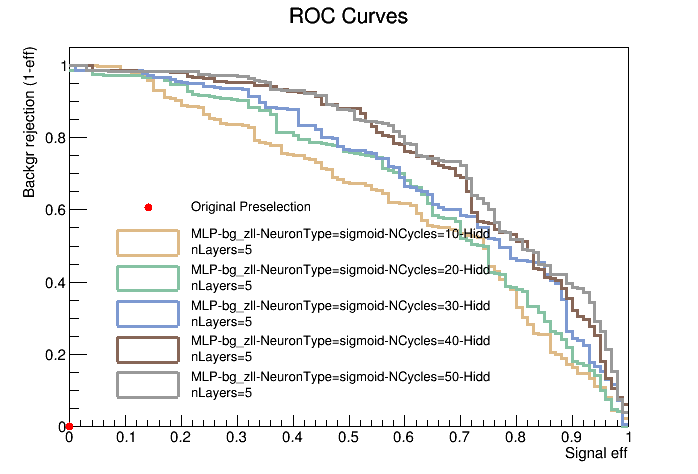 ROC Curves
Backgr rejection (1-eff)
1
0.8
0.6
0.4
0.2
0
Original Preselection
MLP-bg_zll-NeuronType=sigmoid-NCycles=10-Hidd
nLayers=5
MLP-bg_zll-NeuronType=sigmoid-NCycles=20-Hidd
nLayers=5
MLP-bg_zll-NeuronType=sigmoid-NCycles=30-Hidd
nLayers=5
MLP-bg_zll-NeuronType=sigmoid-NCycles=40-Hidd
nLayers=5
MLP-bg_zll-NeuronType=sigmoid-NCycles=50-Hidd
nLayers=5
0 0.1 0.2 0.3 0.4 0.5 0.6 0.7 0.8 0.9 1
Signal eff